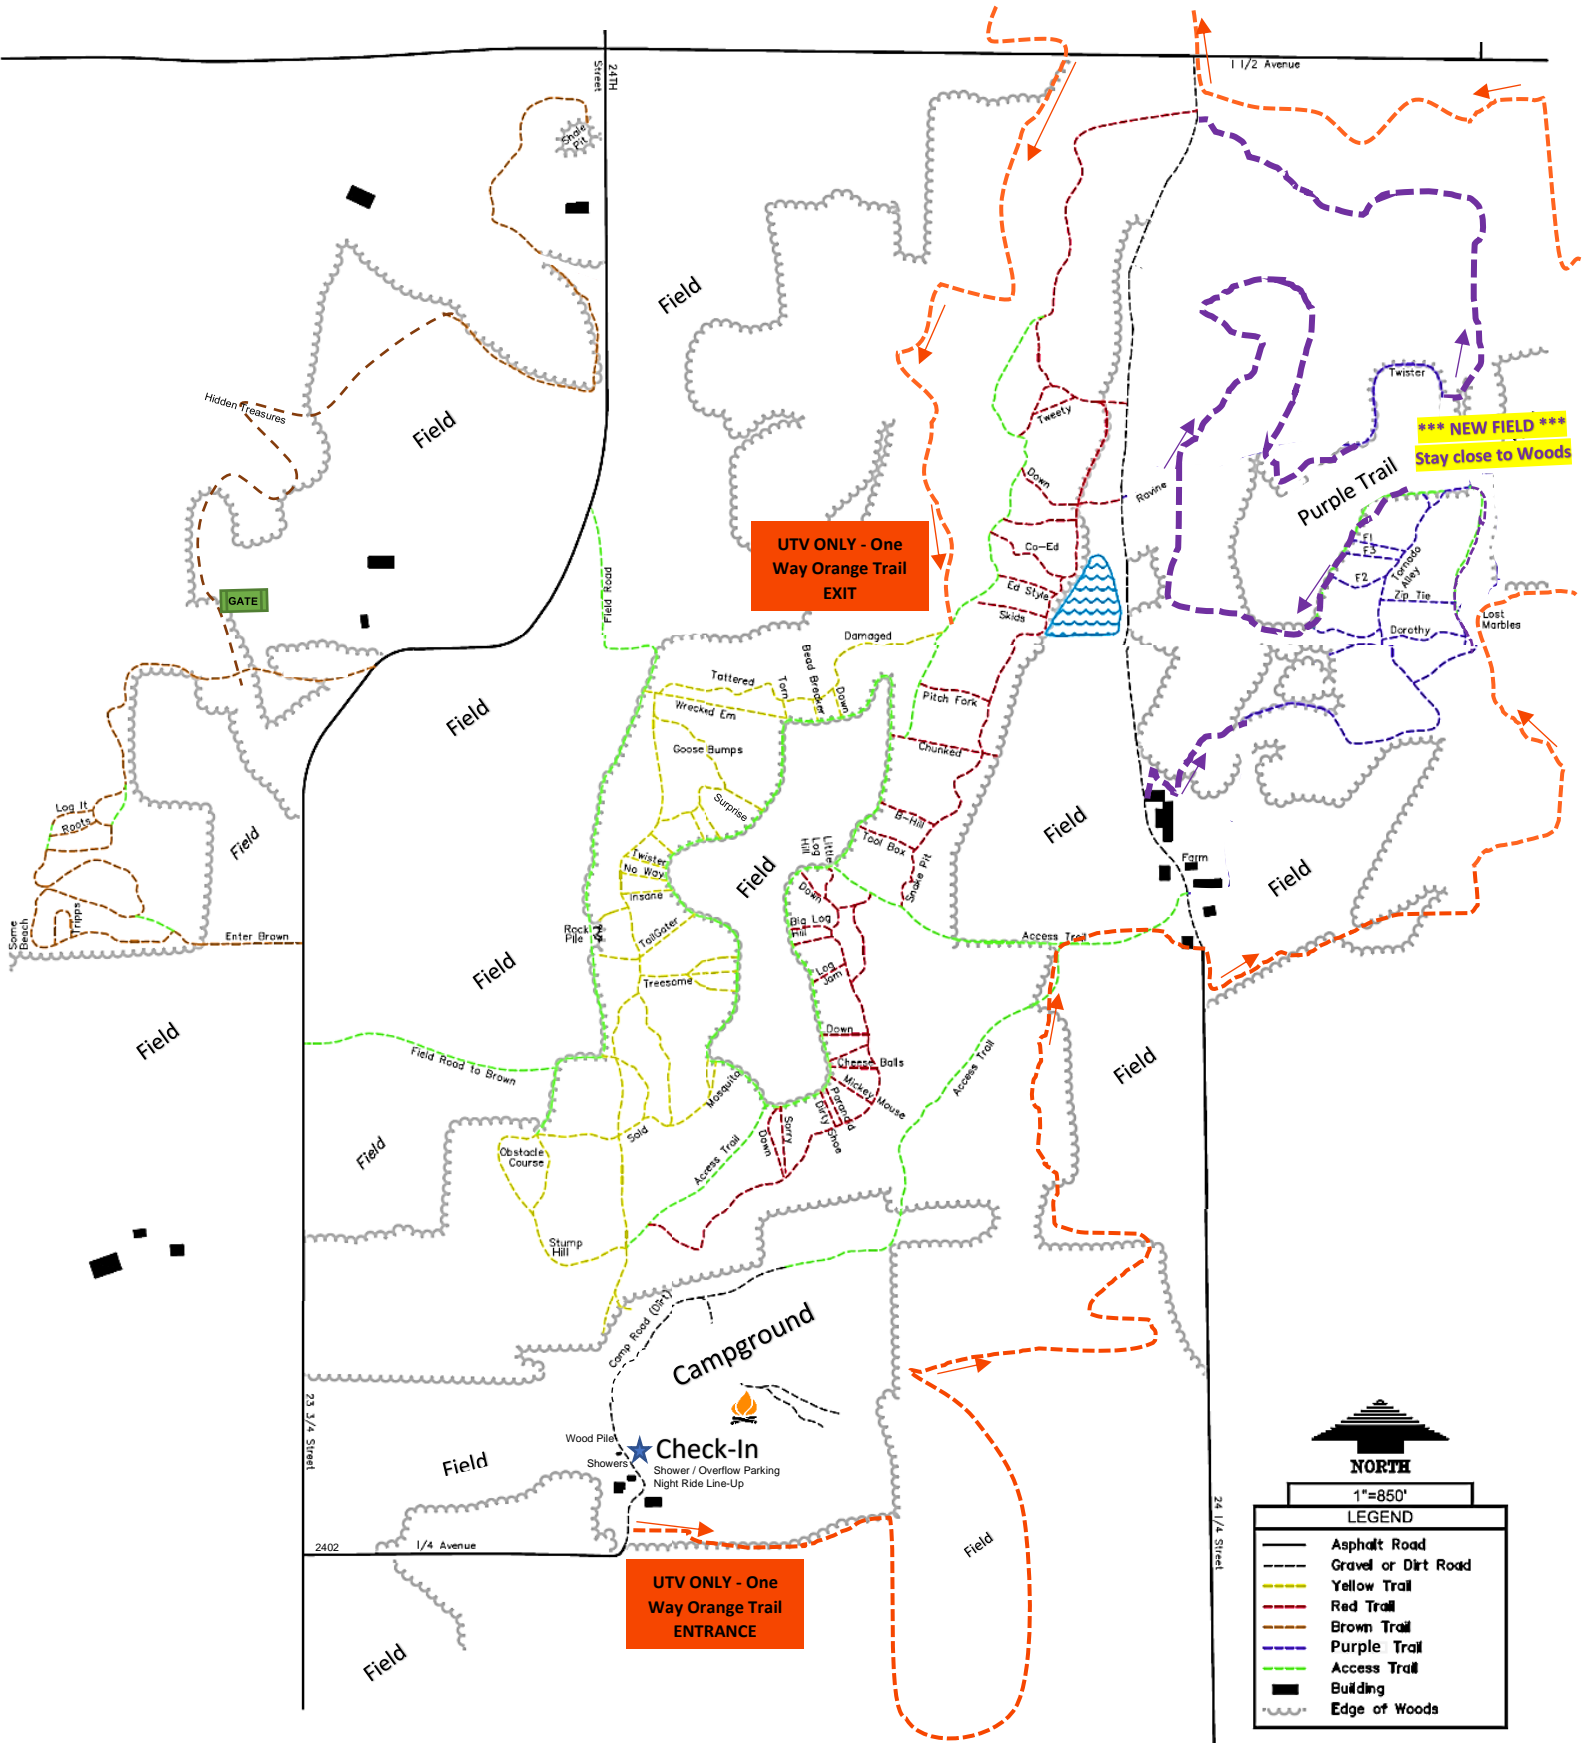 24TH
Street
1 1/2 Avenue
Shale
Pit
Field
Hidden Treasures
Field
Twister
*** NEW FIELD ***
Stay close to Woods
Tweety
Down
Ravine
Purple Trail
UTV ONLY - One
Way Orange Trail
EXIT
Co-Ed
Ed Style
Skids
F1
F3
F2
Tornado
Alley
Zip Tie
Dorothy
Lost
Marbles
GATE
Field Road
Damaged
Bead Breaker
Down
Torn
Tattered
Wrecked Em
Pitch Fork
Field
Goose Bumps
Chunked
Surprise
Log It
Roots
Field
B-Hill
Tool Box
Snake Pit
Little
Log
Hill
Field
Field
Farm
Field
Twister
No Way
Insane
Down
Big Log
Hill
Tripps
Some
Beach
Enter Brown
Rock
Pile
TailGater
Access Trail
Field
Treesome
Log
Jam
Field
Down
Field Road to Brown
Cheese Balls
Mickey Mouse
Paranoid
Dirty Shoe
Mosquito
Access Trail
Field
Sold
Sorry
Down
Access Trail
Field
Obstacle
Course
Stump
Hill
Camp Road (Dirt)
Campground
23 3/4 Street
Wood Pile
Check-In
Showers
Shower / Overflow Parking
Night Ride Line-Up
Field
2402
1/4 Avenue
UTV ONLY - One
Way Orange Trail
ENTRANCE
Field
Field
24 1/4 Street
NORTH
1"=850'
LEGEND
Asphalt Road
Gravel or Dirt Road
Yellow Trail
Red Trail
Brown Trail
Purple Trail
Access Trail
Building
Edge of Woods